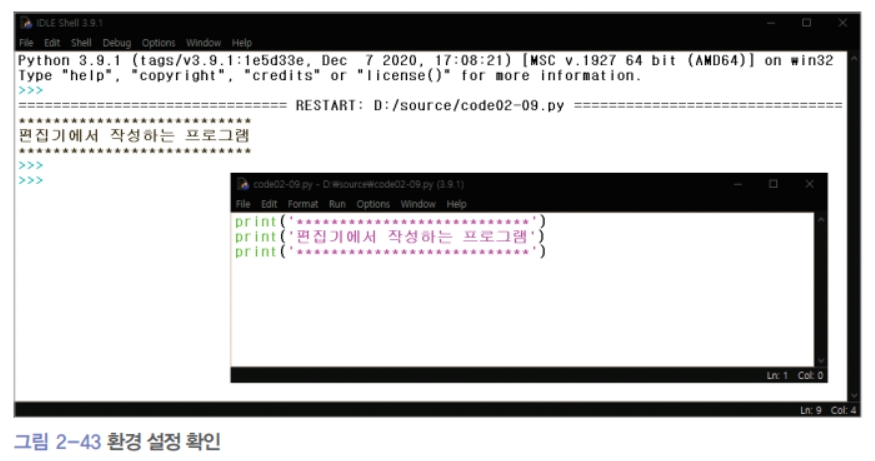 IDLE Shell 3.9.1
File Edit Shell Debug Options Window Help
Python 3.9.1 (tags/v3.9.1:1e5d33e, Dec  7 2020, 17:08:21) [MSC v.1927 64 bit (AMD64)] on win32
Type "help", "copyright", "credits" or "license()" for more information.
>>>
=============================== RESTART: D:/source/code02-09.py ===============================
***************************
편집기에서 작성하는 프로그램
***************************
>>>
>>>
code02-09.py - D:₩source₩code02-09.py (3.9.1)
File Edit Format Run Options Window Help
print('***************************')
print('편집기에서 작성하는 프로그램')
print('***************************')
Ln: 1 Col: 0
Ln: 9 Col: 4
그림 2-43 환경 설정 확인